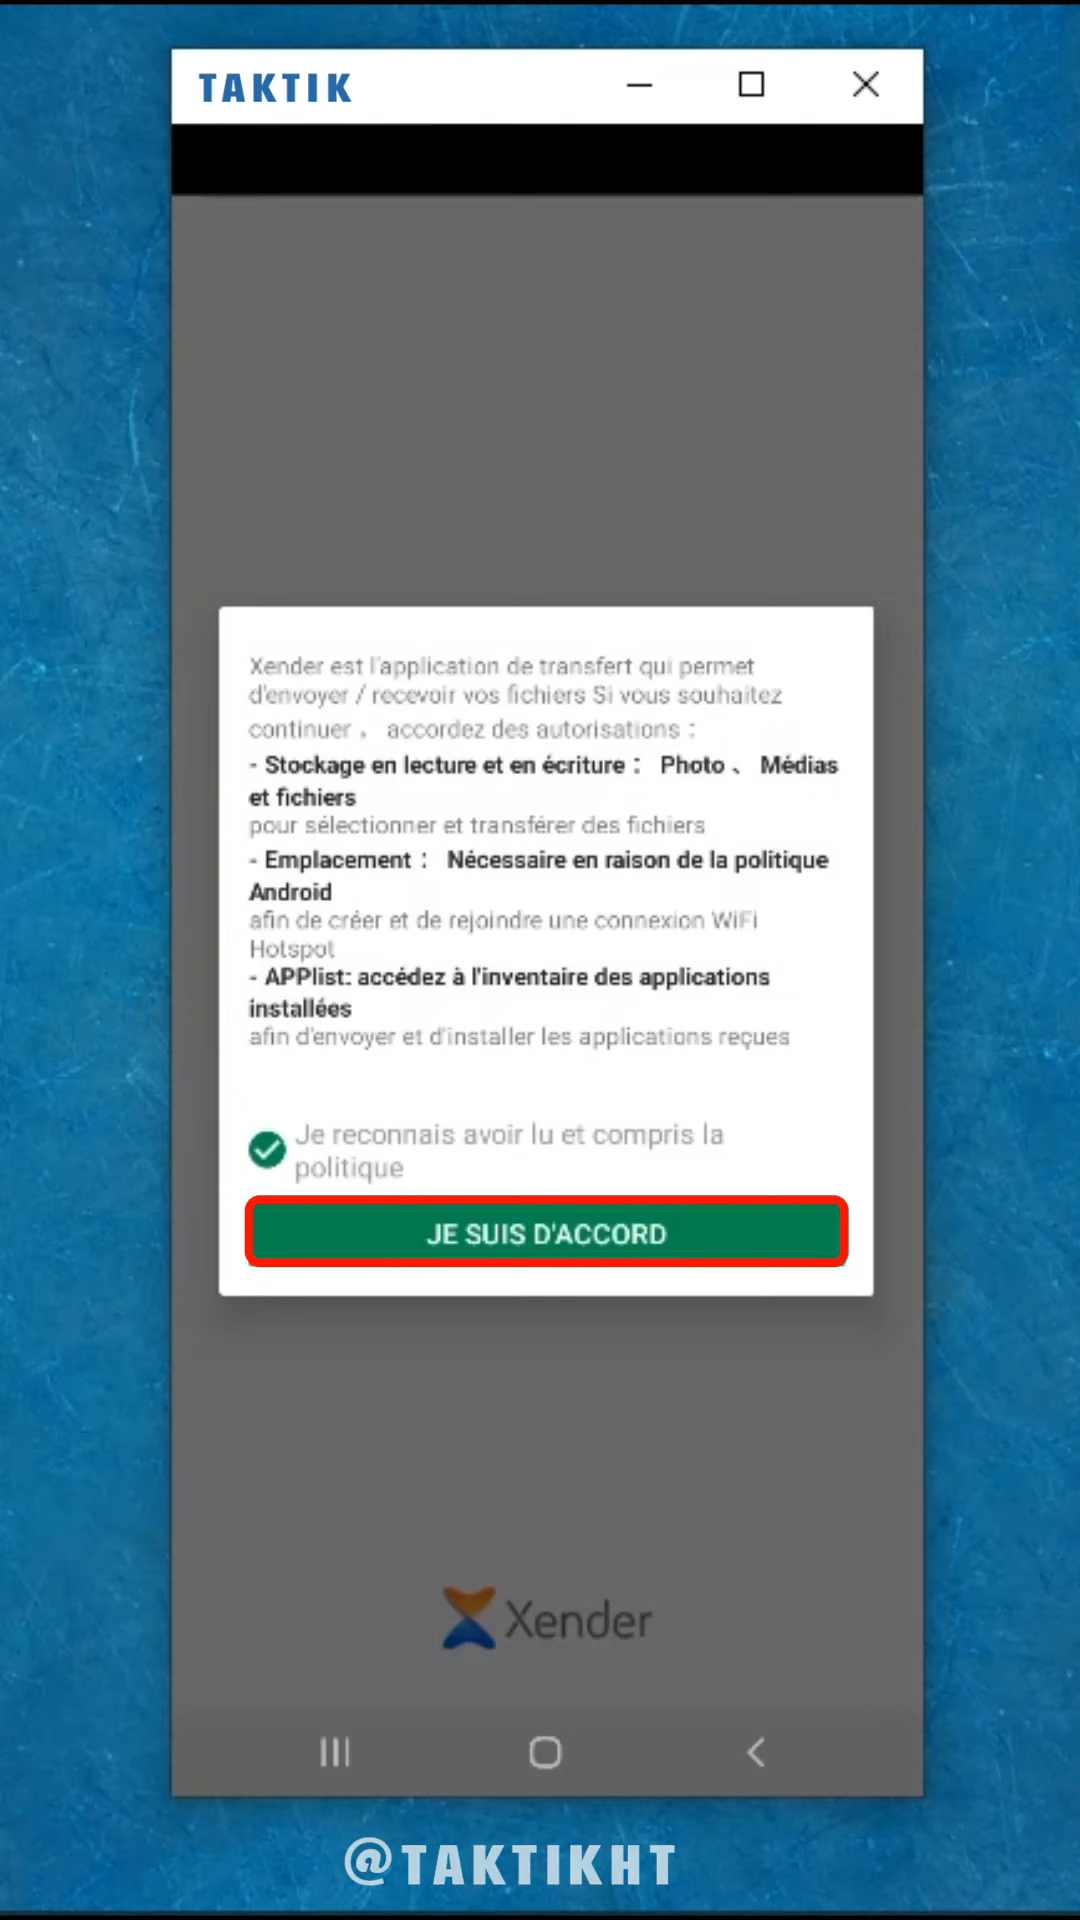 TAKTIK
Xender est l'application de transfert qui permet
d'envoyer / recevoir vos fichiers Si vous souhaitez
continuer ， accordez des autorisations：
- Stockage en lecture et en écriture： Photo 、 Médias
et fichiers
pour sélectionner et transférer des fichiers
- Emplacement： Nécessaire en raison de la politique
Android
afin de créer et de rejoindre une connexion WiFi
Hotspot
- APPlist: accédez à l'inventaire des applications
installées
afin d'envoyer et d'installer les applications reçues
Je reconnais avoir lu et compris la
politique
JE SUIS D'ACCORD
Xender
@TAKTIKHT